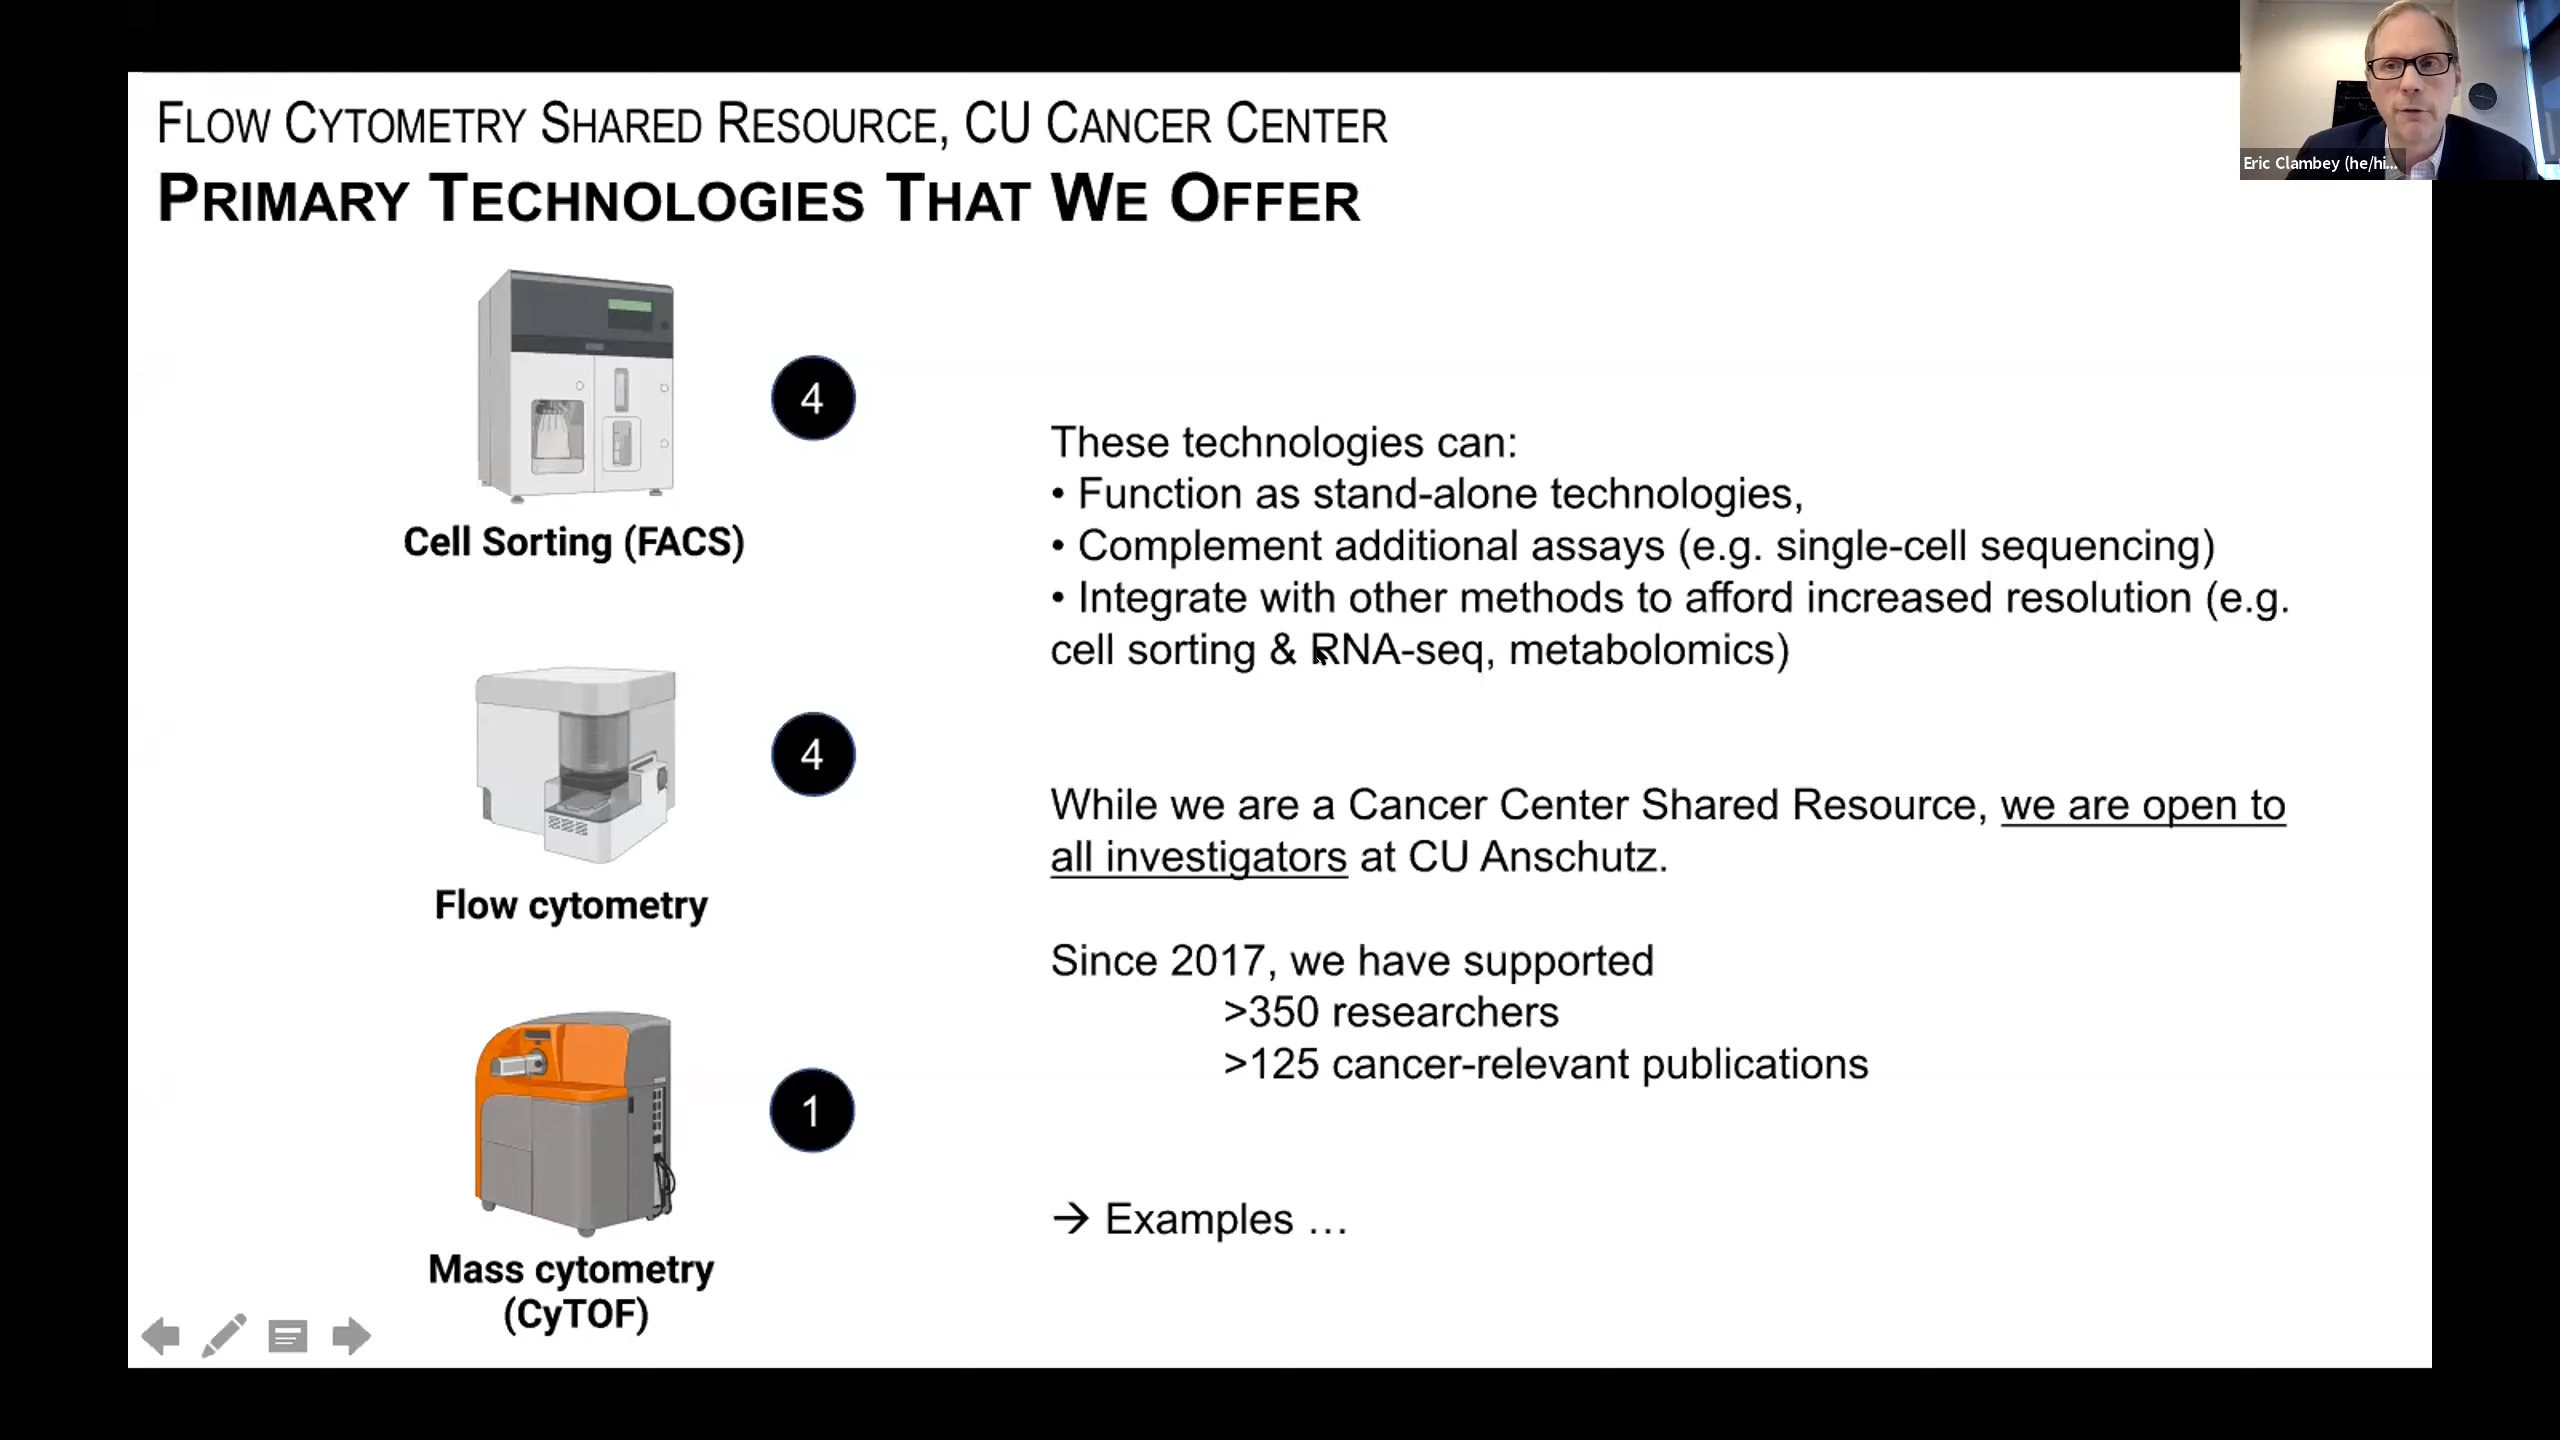 FLOW CYTOMETRY SHARED RESOURCE, CU CANCER CENTER
PRIMARY TECHNOLOGIES THAT WE OFFER
Eric Clambey (he/hi...
4
Cell Sorting (FACS)
4
Flow cytometry
1
Mass cytometry
(CyTOF)
These technologies can:
• Function as stand-alone technologies,
• Complement additional assays (e.g. single-cell sequencing)
• Integrate with other methods to afford increased resolution (e.g.
cell sorting & RNA-seq, metabolomics)
While we are a Cancer Center Shared Resource, we are open to
all investigators at CU Anschutz.
Since 2017, we have supported
>350 researchers
>125 cancer-relevant publications
→ Examples …